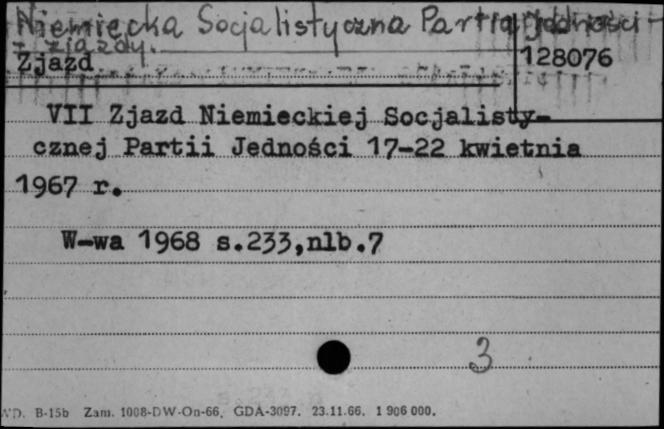 Niemiecka Socjalistyczna Partia Jedności -
- zjazdy.
Zjazd
128076
VII Zjazd Niemieckiej Socjalisty-
cznej Partii Jedności 17-22 kwietnia
1967 r.
W-wa 1968 s.233,nlb.7
3
WD. B-15b Zam. 1008-DW-On-66. GDA-3097. 23.11.66. 1 906 000.